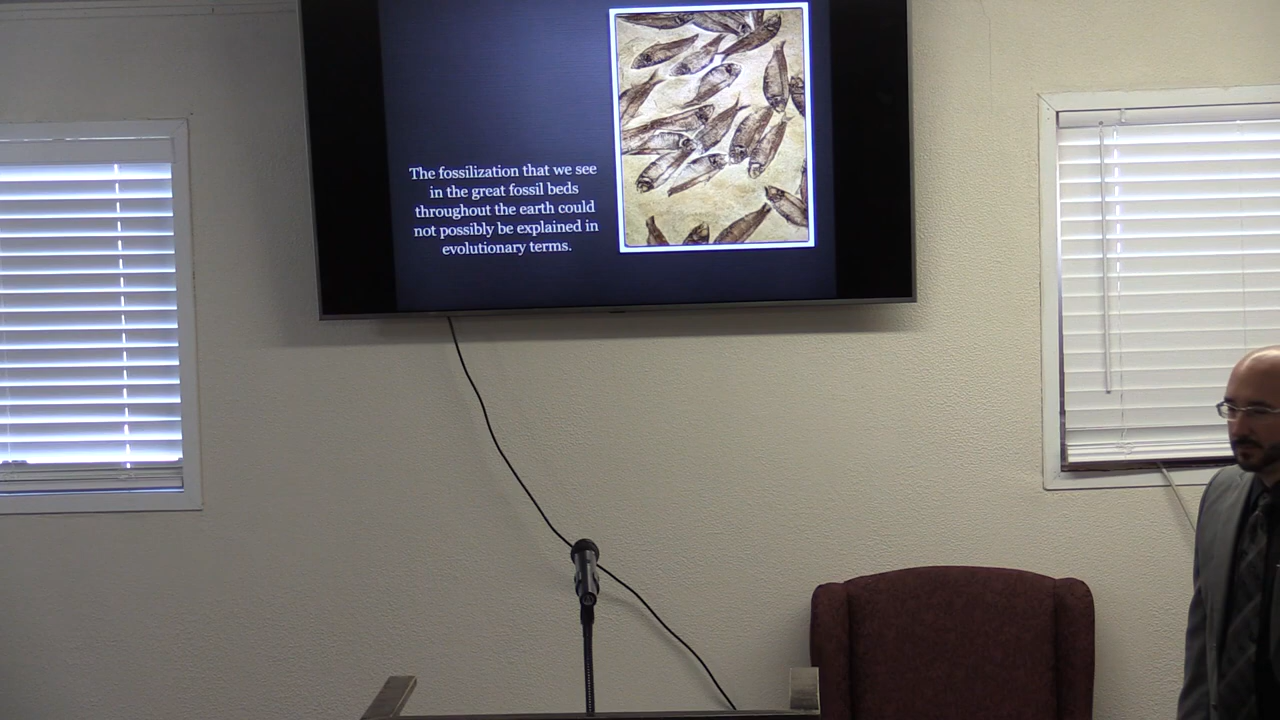 The fossilization that we see
in the great fossil beds
throughout the earth could
not possibly be explained in
evolutionary terms.